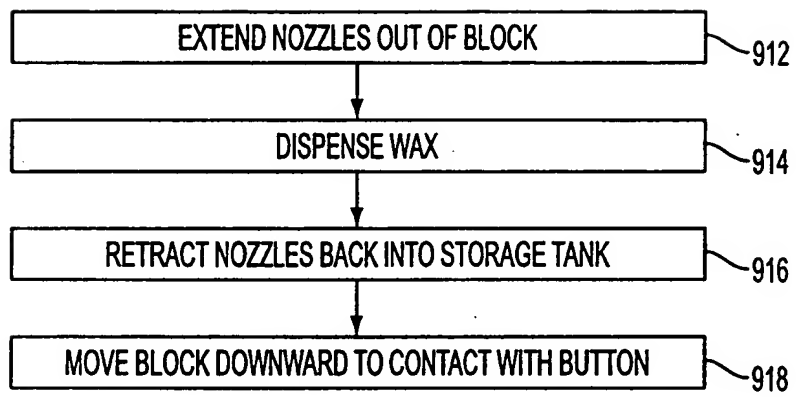 EXTEND NOZZLES OUT OF BLOCK
912
DISPENSE WAX
914
RETRACT NOZZLES BACK INTO STORAGE TANK
916
MOVE BLOCK DOWNWARD TO CONTACT WITH BUTTON
918